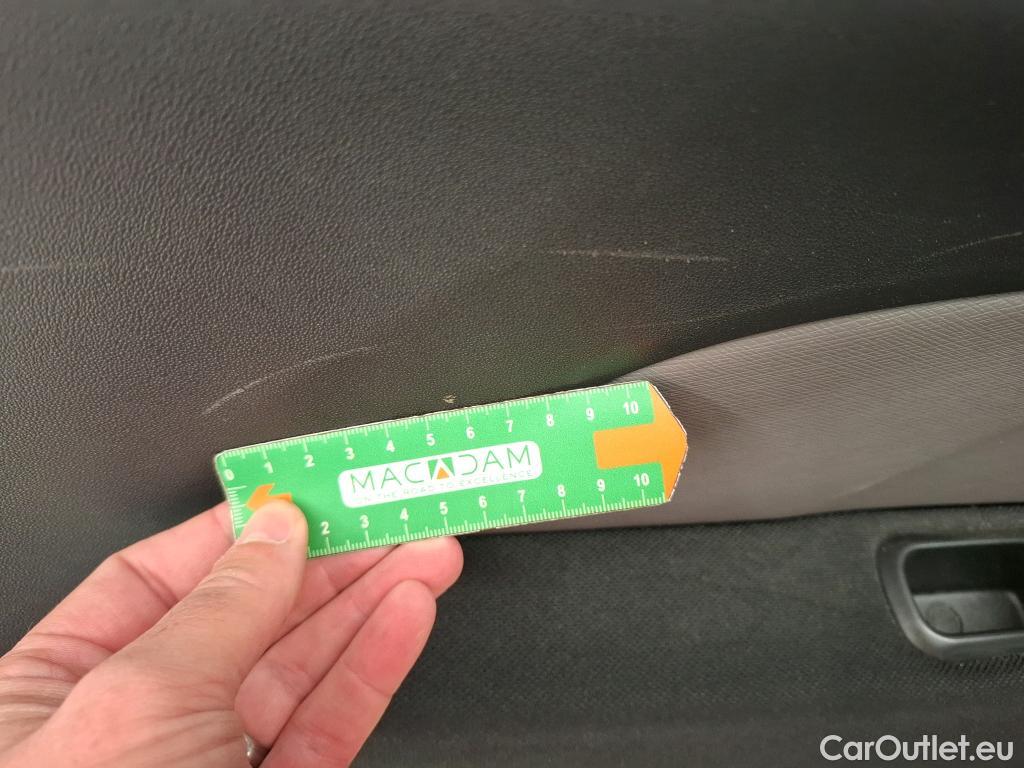 0 1 2 3 4 5 6 7 8 9 10
MACADAM
ON THE ROAD TO EXCELLENCE
2 3 4 5 6 7 8 9 10
CarOutlet.eu